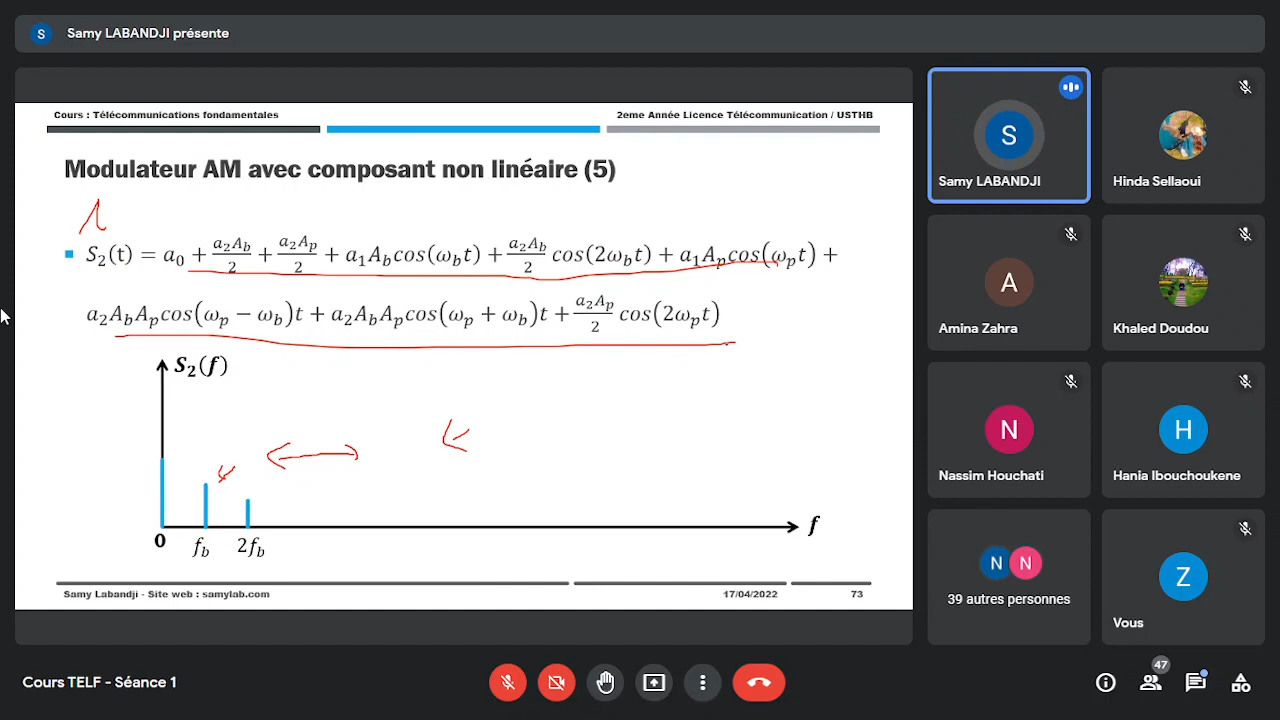 S
Samy LABANDJI présente
Cours : Télécommunications fondamentales
2eme Année Licence Télécommunication / USTHB
Modulateur AM avec composant non linéaire (5)
S₂(t) = a₀ + a₂A_b/2 + a₂A_p/2 + a₁A_b cos(ω_b t) + a₂A_b/2 cos(2ω_b t) + a₁A_p cos(ω_p t) +
a₂A_bA_p cos(ω_p − ω_b)t + a₂A_bA_p cos(ω_p + ω_b)t + a₂A_p/2 cos(2ω_p t)
S₂(f)
f
0
f_b
2f_b
Samy Labandji - Site web : samylab.com
17/04/2022
73
S
Samy LABANDJI
Hinda Sellaoui
A
Amina Zahra
Khaled Doudou
N
Nassim Houchati
H
Hania Ibouchoukene
N
N
39 autres personnes
Z
Vous
Cours TELF - Séance 1
47